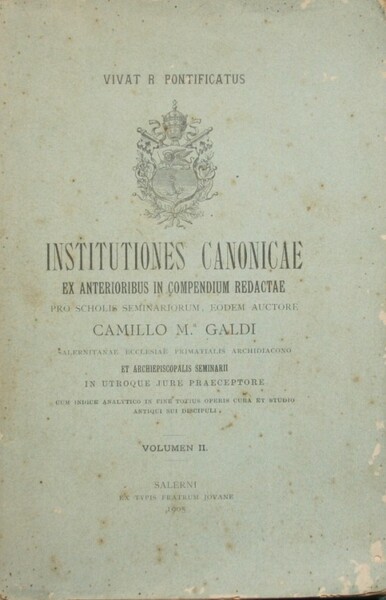 VIVAT R PONTIFICATUS
INSTITUTIONES CANONICAE
EX ANTERIORIBUS IN COMPENDIUM REDACTAE
PRO SCHOLIS SEMINARIORUM, EODEM AUCTORE
CAMILLO M.ª GALDI
SALERNITANAE ECCLESIAE PRIMATIALIS ARCHIDIACONO
ET ARCHIEPISCOPALIS SEMINARII
IN UTROQUE JURE PRAECEPTORE
CUM INDICE ANALYTICO IN FINE TOTIUS OPERIS CURA ET STUDIO
ANTIQUI SUI DISCIPULI
VOLUMEN II.
SALERNI
EX TYPIS FRATRUM JOVANE
1908